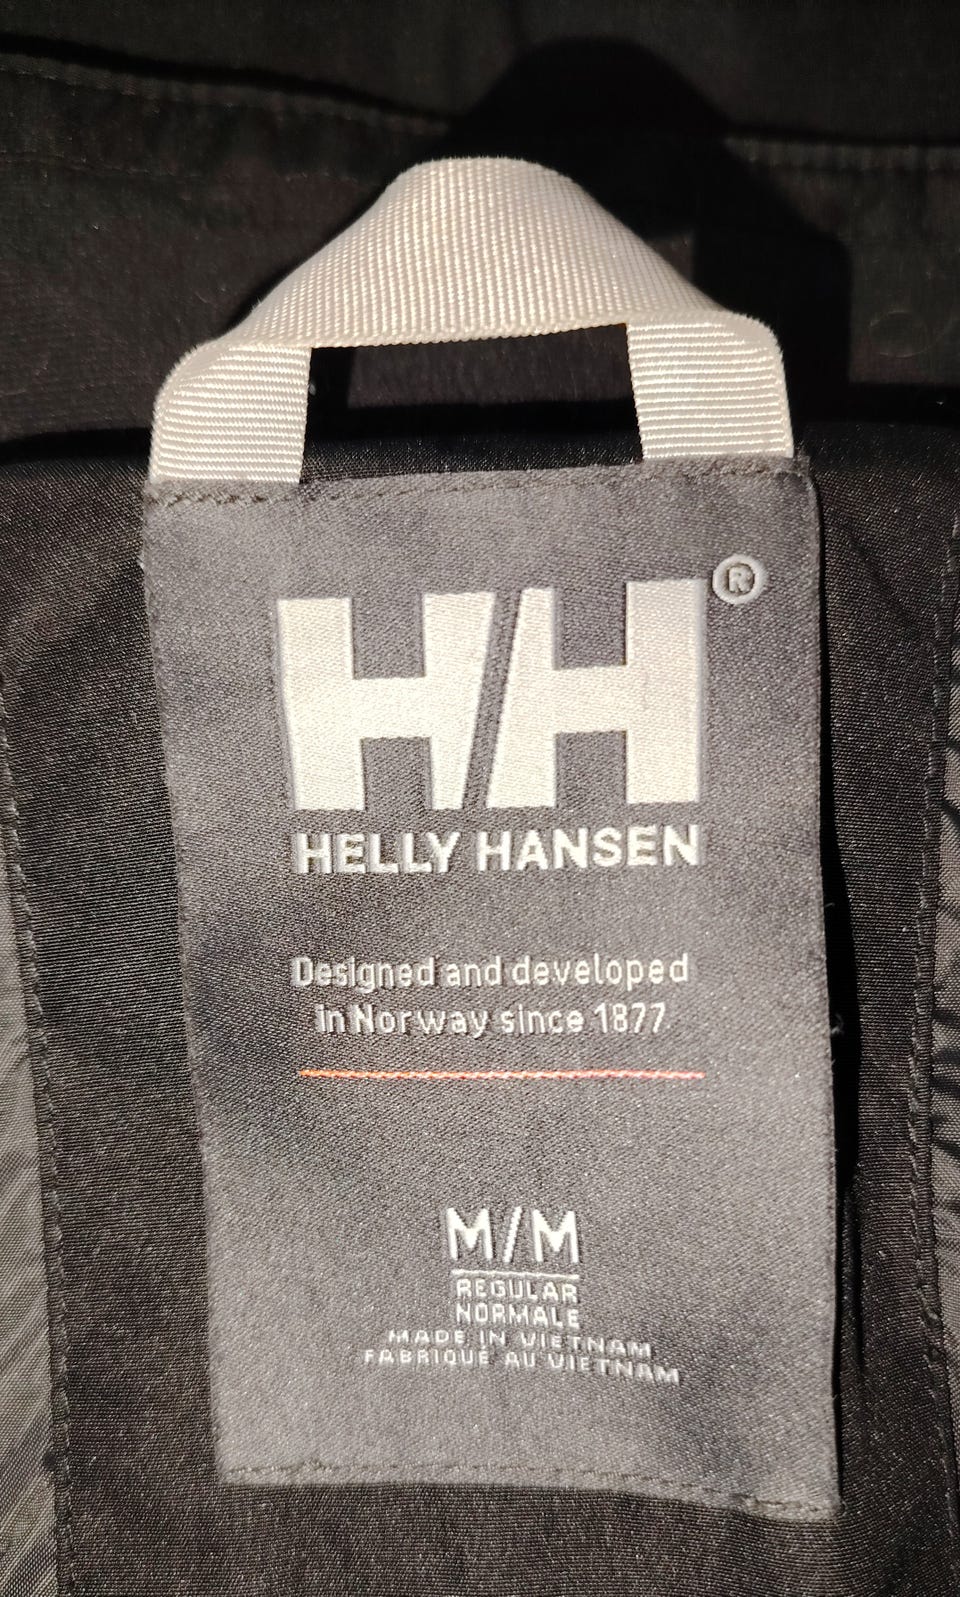 HH®
HELLY HANSEN
Designed and developed
in Norway since 1877
M/M
REGULAR
NORMALE
MADE IN VIETNAM
FABRIQUÉ AU VIETNAM